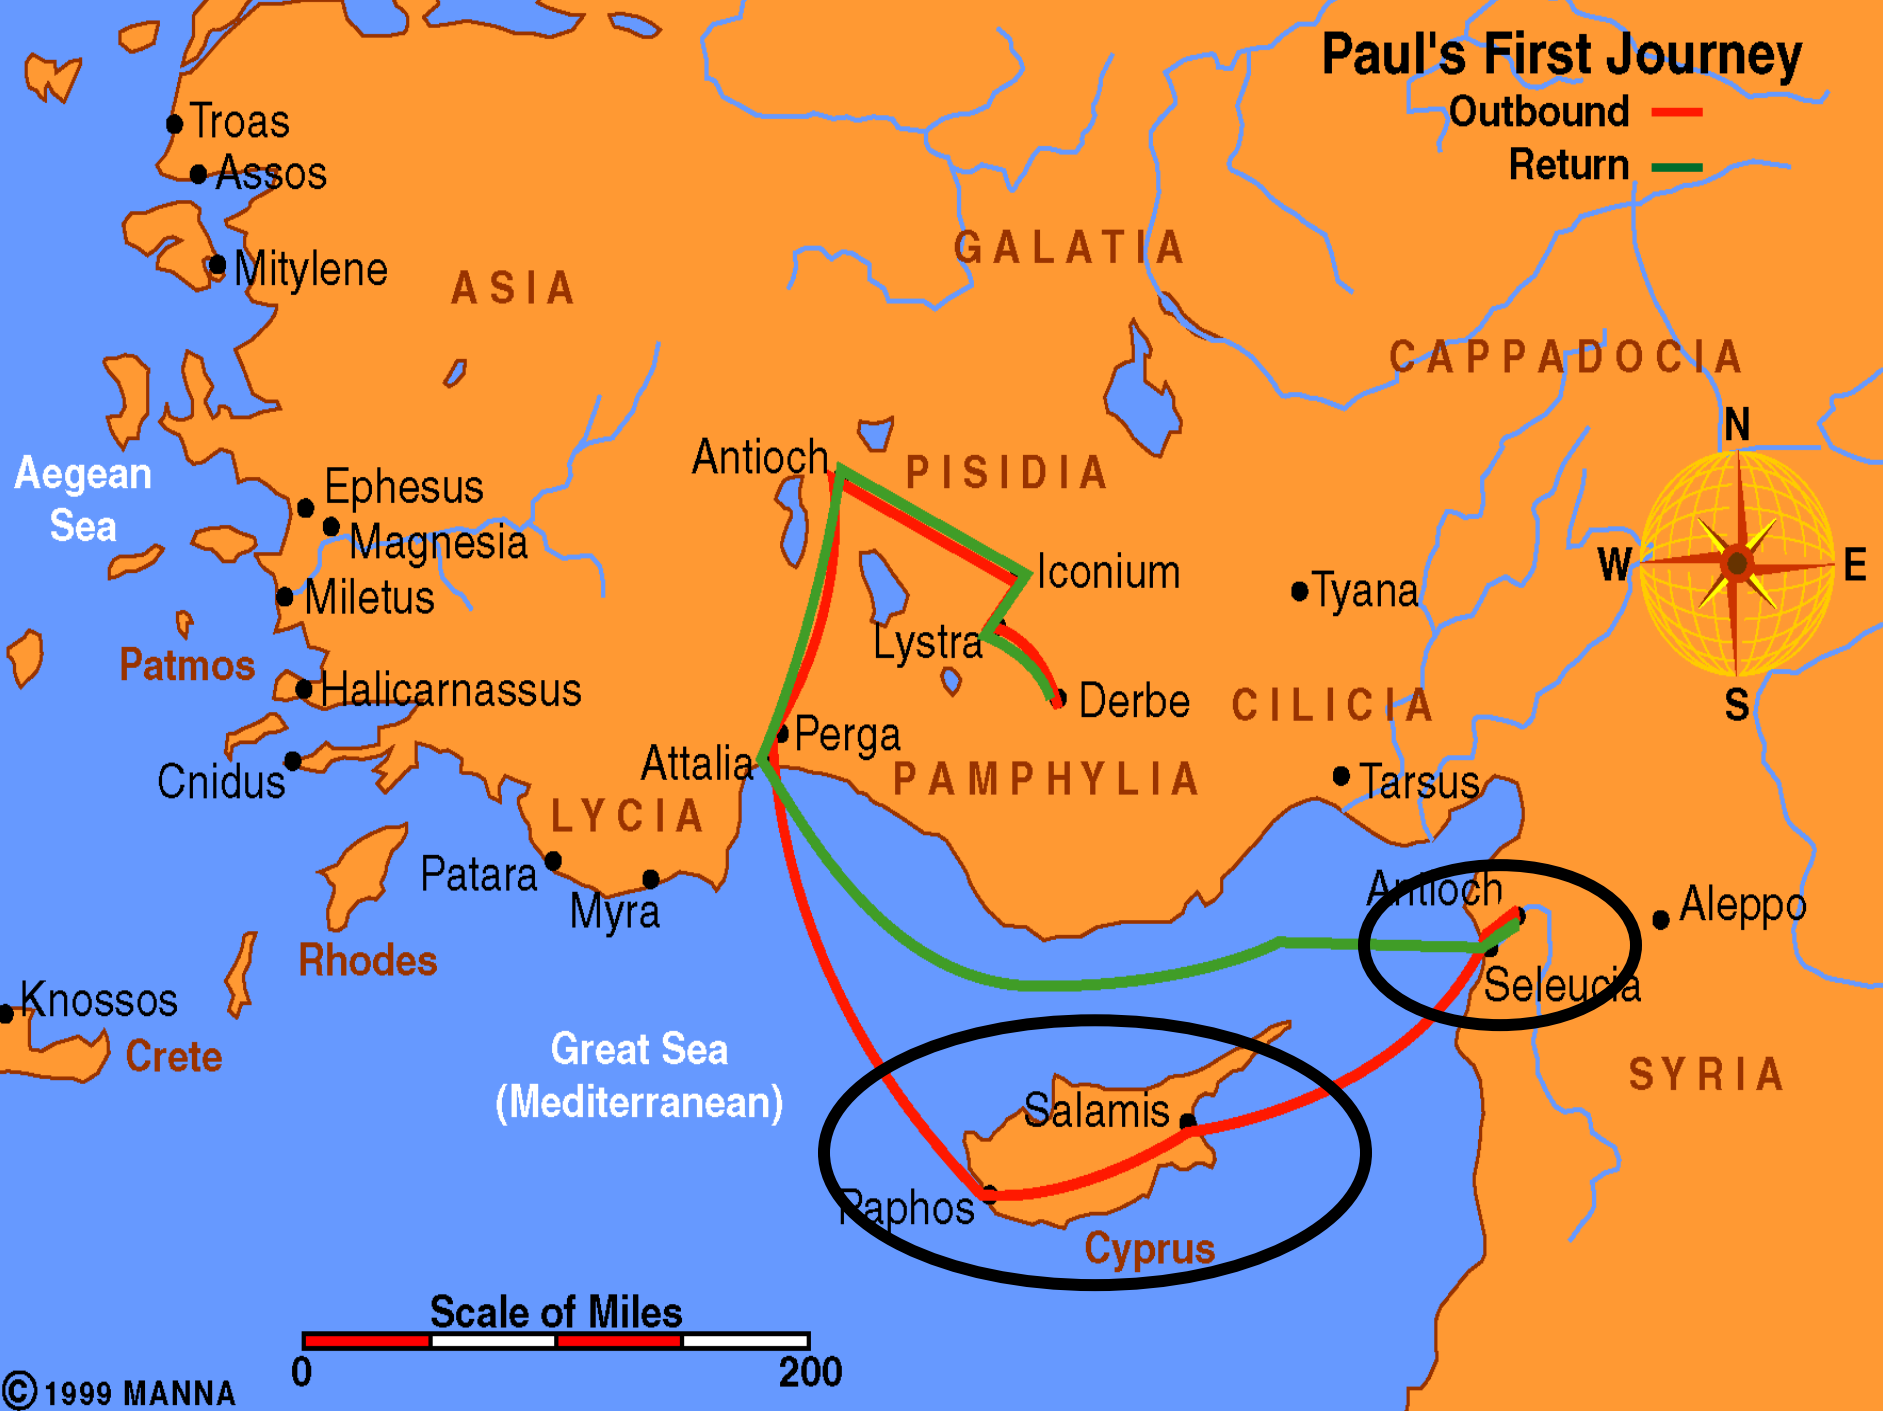 Paul's First Journey
Outbound
Return
Troas
Assos
Mitylene
ASIA
GALATIA
CAPPADOCIA
N
Antioch
PISIDIA
Aegean
Sea
Ephesus
Magnesia
W
E
Iconium
Tyana
Miletus
Lystra
Patmos
Halicarnassus
Derbe
CILICIA
S
Perga
Attalia
PAMPHYLIA
Tarsus
Cnidus
LYCIA
Patara
Myra
Antioch
Aleppo
Rhodes
Seleucia
Knossos
Crete
Great Sea
(Mediterranean)
SYRIA
Salamis
Paphos
Cyprus
Scale of Miles
0 200
© 1999 MANNA